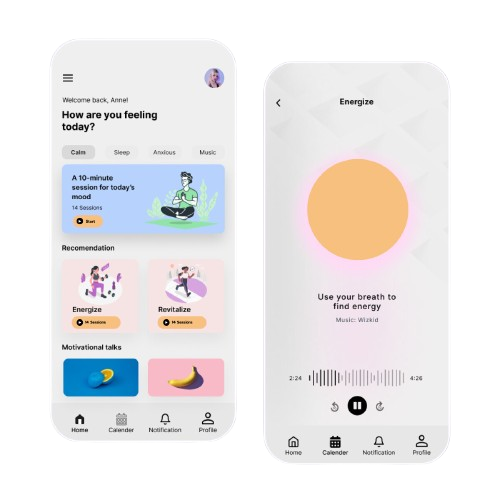 Welcome back, Anne!
How are you feeling
today?
Calm
Sleep
Anxious
Music
A 10-minute
session for today's
mood
14 Sessions
Start
Recomendation
Energize
14 Sessions
Revitalize
14 Sessions
Motivational talks
Home
Calender
Notification
Profile
Energize
Use your breath to
find energy
Music: Wizkid
2:24
4:26
Home
Calender
Notification
Profile